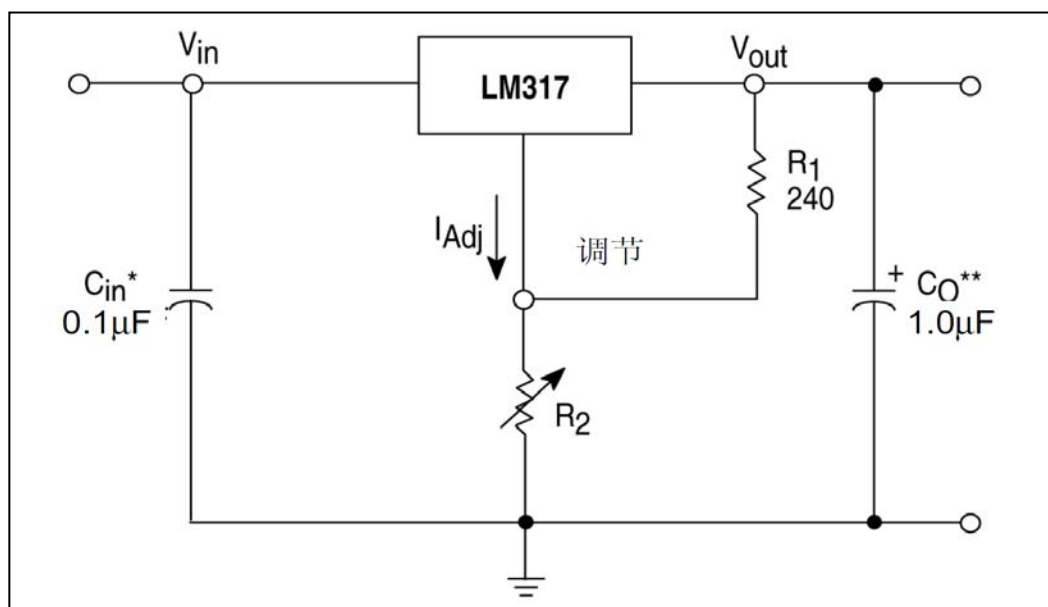 Vin
LM317
Vout
R1
240
IAdj
调节
Cin*
0.1μF
+ CO**
1.0μF
R2